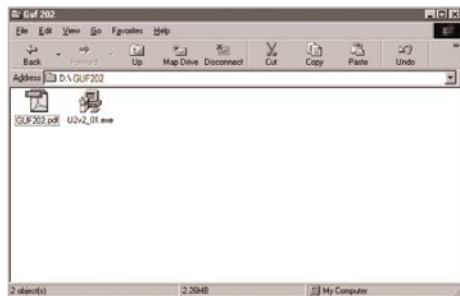 Guf 202
File Edit View Go Favorites Help
Back Forward Up Map Drive Disconnect Cut Copy Paste Undo
Address D:\GUF202
GUF202.pdf U2v2_01.exe
2 object(s) 2.26MB My Computer